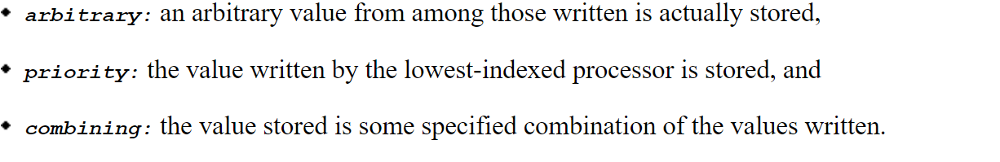 • arbitrary: an arbitrary value from among those written is actually stored,
• priority: the value written by the lowest-indexed processor is stored, and
• combining: the value stored is some specified combination of the values written.